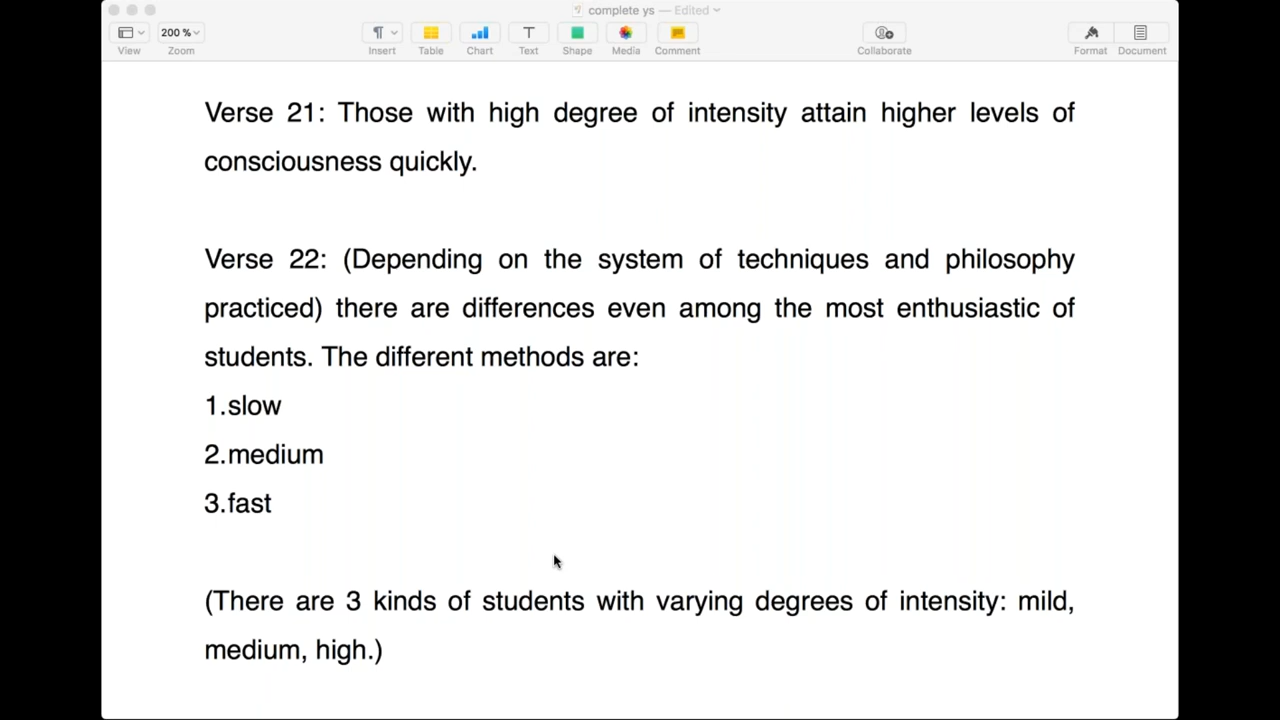 complete ys — Edited
200 %
View
Zoom
Insert
Table
Chart
Text
Shape
Media
Comment
Collaborate
Format
Document
Verse 21: Those with high degree of intensity attain higher levels of
consciousness quickly.
Verse 22: (Depending on the system of techniques and philosophy
practiced) there are differences even among the most enthusiastic of
students. The different methods are:
1.slow
2.medium
3.fast
(There are 3 kinds of students with varying degrees of intensity: mild,
medium, high.)